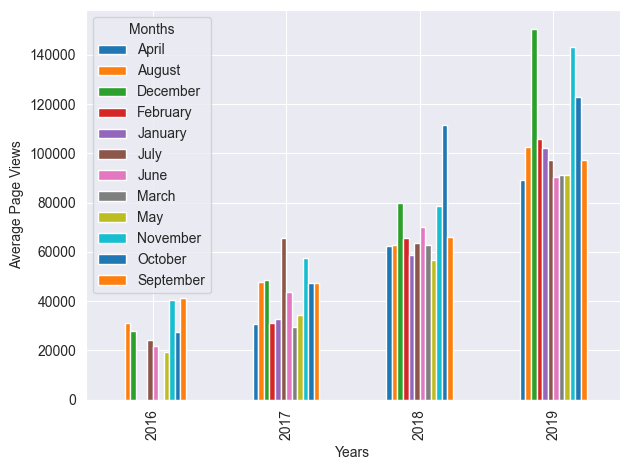 Months
April
August
December
February
January
July
June
March
May
November
October
September
140000
120000
100000
80000
60000
40000
20000
0
Average Page Views
2016
2017
2018
2019
Years